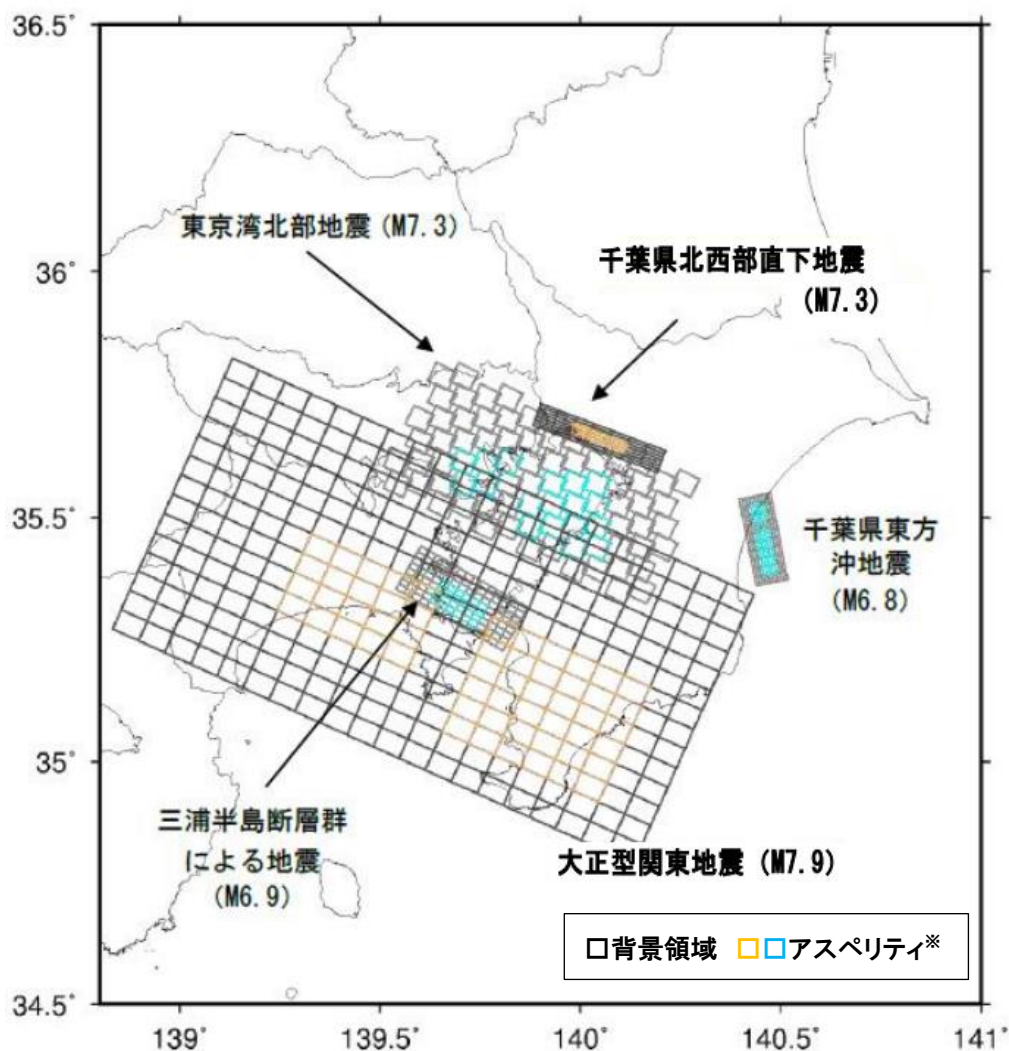 36.5°
東京湾北部地震 (M7.3)
千葉県北西部直下地震
(M7.3)
36°
35.5°
千葉県東方
沖地震
(M6.8)
35°
三浦半島断層群
による地震
(M6.9)
大正型関東地震 (M7.9)
□背景領域 □□アスペリティ※
34.5°
139° 139.5° 140° 140.5° 141°